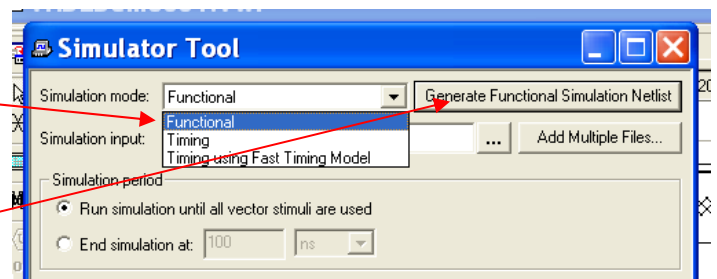 Simulator Tool
Simulation mode: Functional Generate Functional Simulation Netlist
Functional
Simulation input: ... Add Multiple Files...
Timing
Timing using Fast Timing Model
Simulation period
Run simulation until all vector stimuli are used
End simulation at: 100 ns